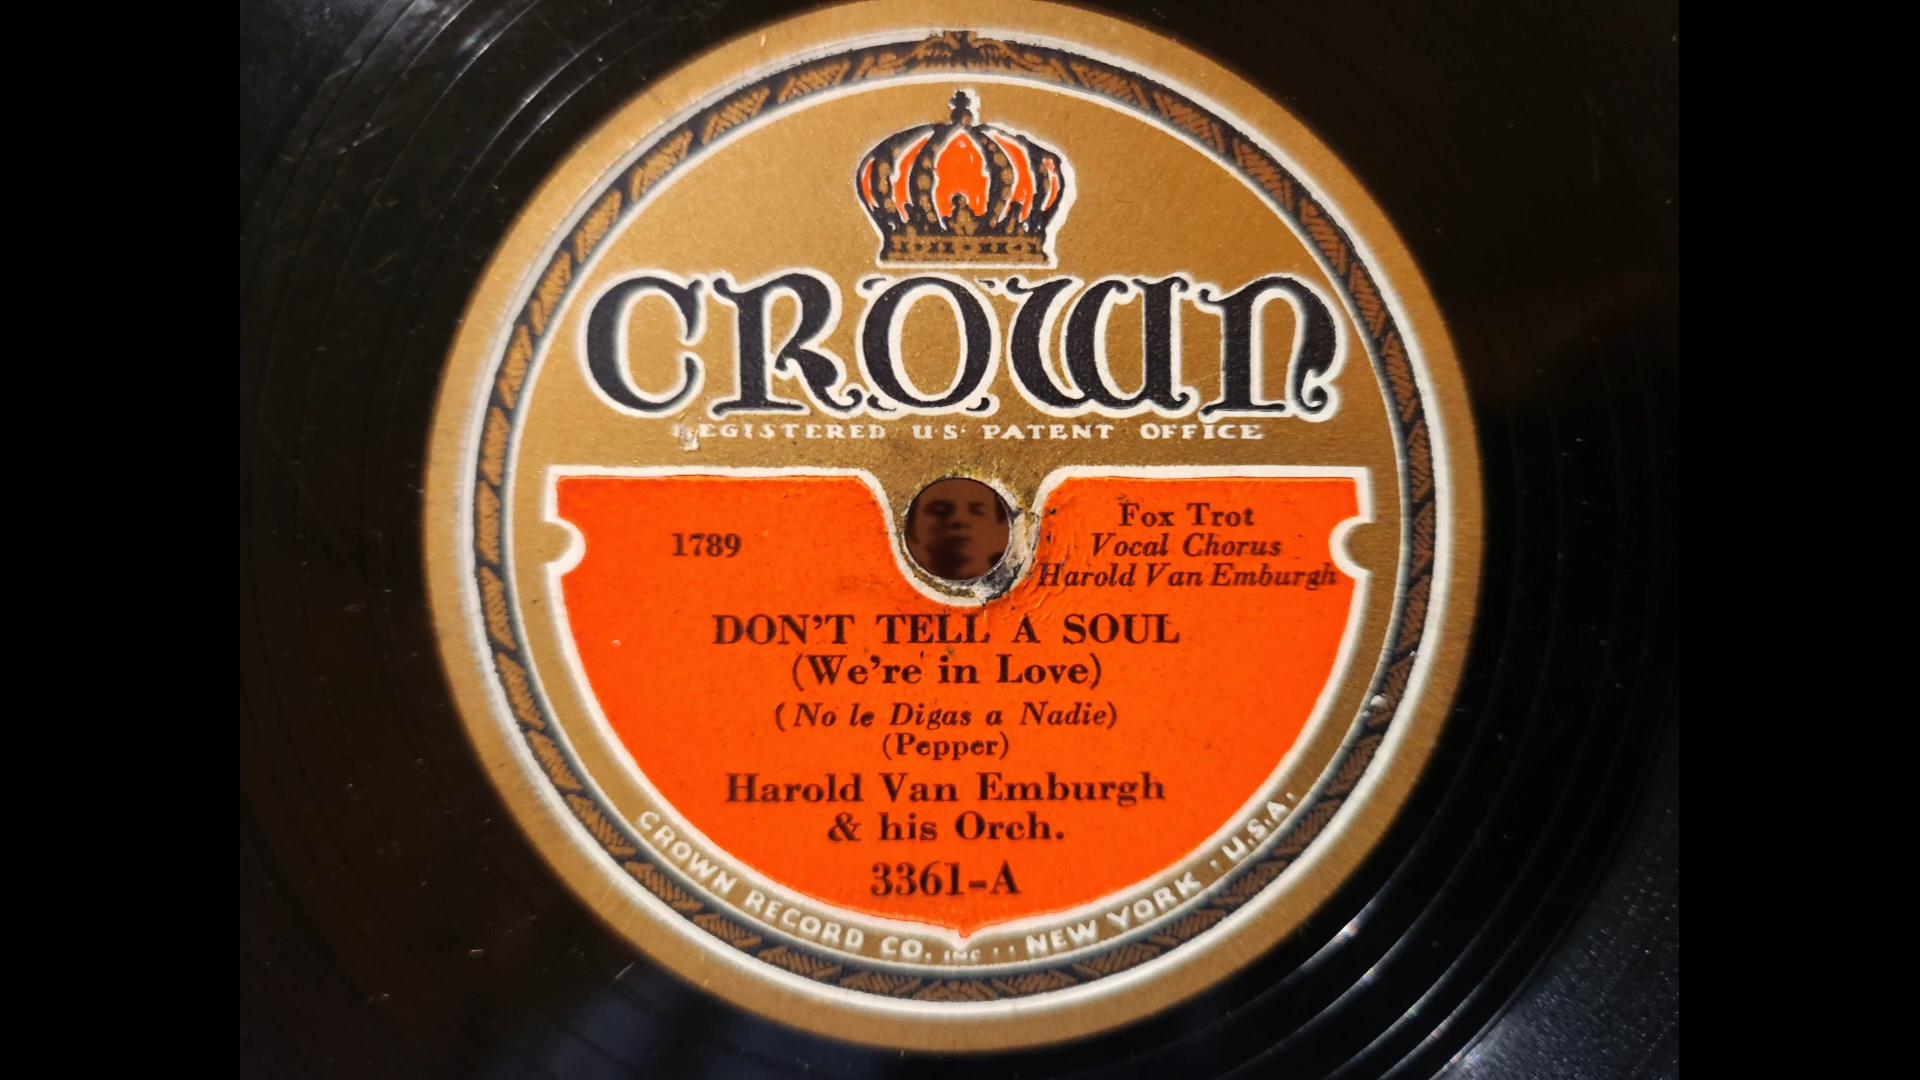 CROWN
REGISTERED U.S. PATENT OFFICE
1789
Fox Trot
Vocal Chorus
Harold Van Emburgh
DON'T TELL A SOUL
(We're in Love)
(No le Digas a Nadie)
(Pepper)
Harold Van Emburgh
& his Orch.
3361-A
CROWN RECORD CO. INC. · NEW YORK · U.S.A.